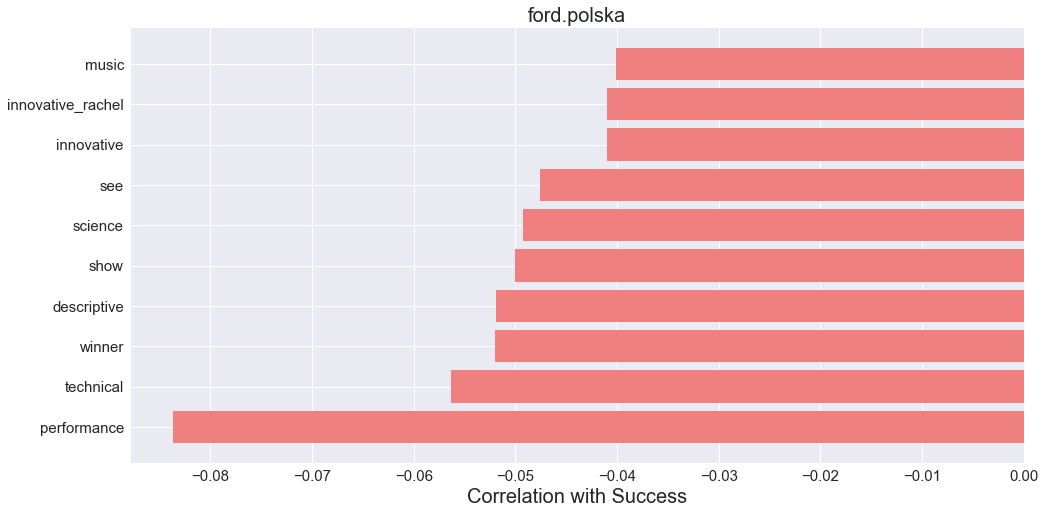 ford.polska
music
innovative_rachel
innovative
see
science
show
descriptive
winner
technical
performance
−0.08 −0.07 −0.06 −0.05 −0.04 −0.03 −0.02 −0.01 0.00
Correlation with Success